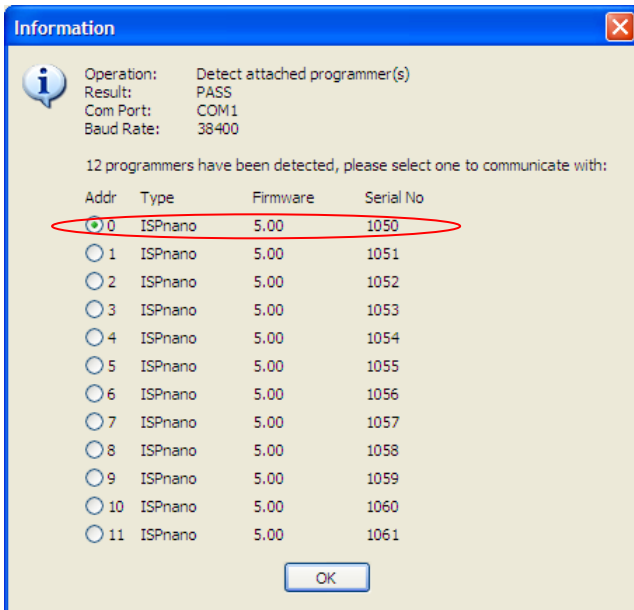 Information
Operation: Detect attached programmer(s)
Result: PASS
Com Port: COM1
Baud Rate: 38400
12 programmers have been detected, please select one to communicate with:
Addr Type Firmware Serial No
0 ISPnano 5.00 1050
1 ISPnano 5.00 1051
2 ISPnano 5.00 1052
3 ISPnano 5.00 1053
4 ISPnano 5.00 1054
5 ISPnano 5.00 1055
6 ISPnano 5.00 1056
7 ISPnano 5.00 1057
8 ISPnano 5.00 1058
9 ISPnano 5.00 1059
10 ISPnano 5.00 1060
11 ISPnano 5.00 1061
OK